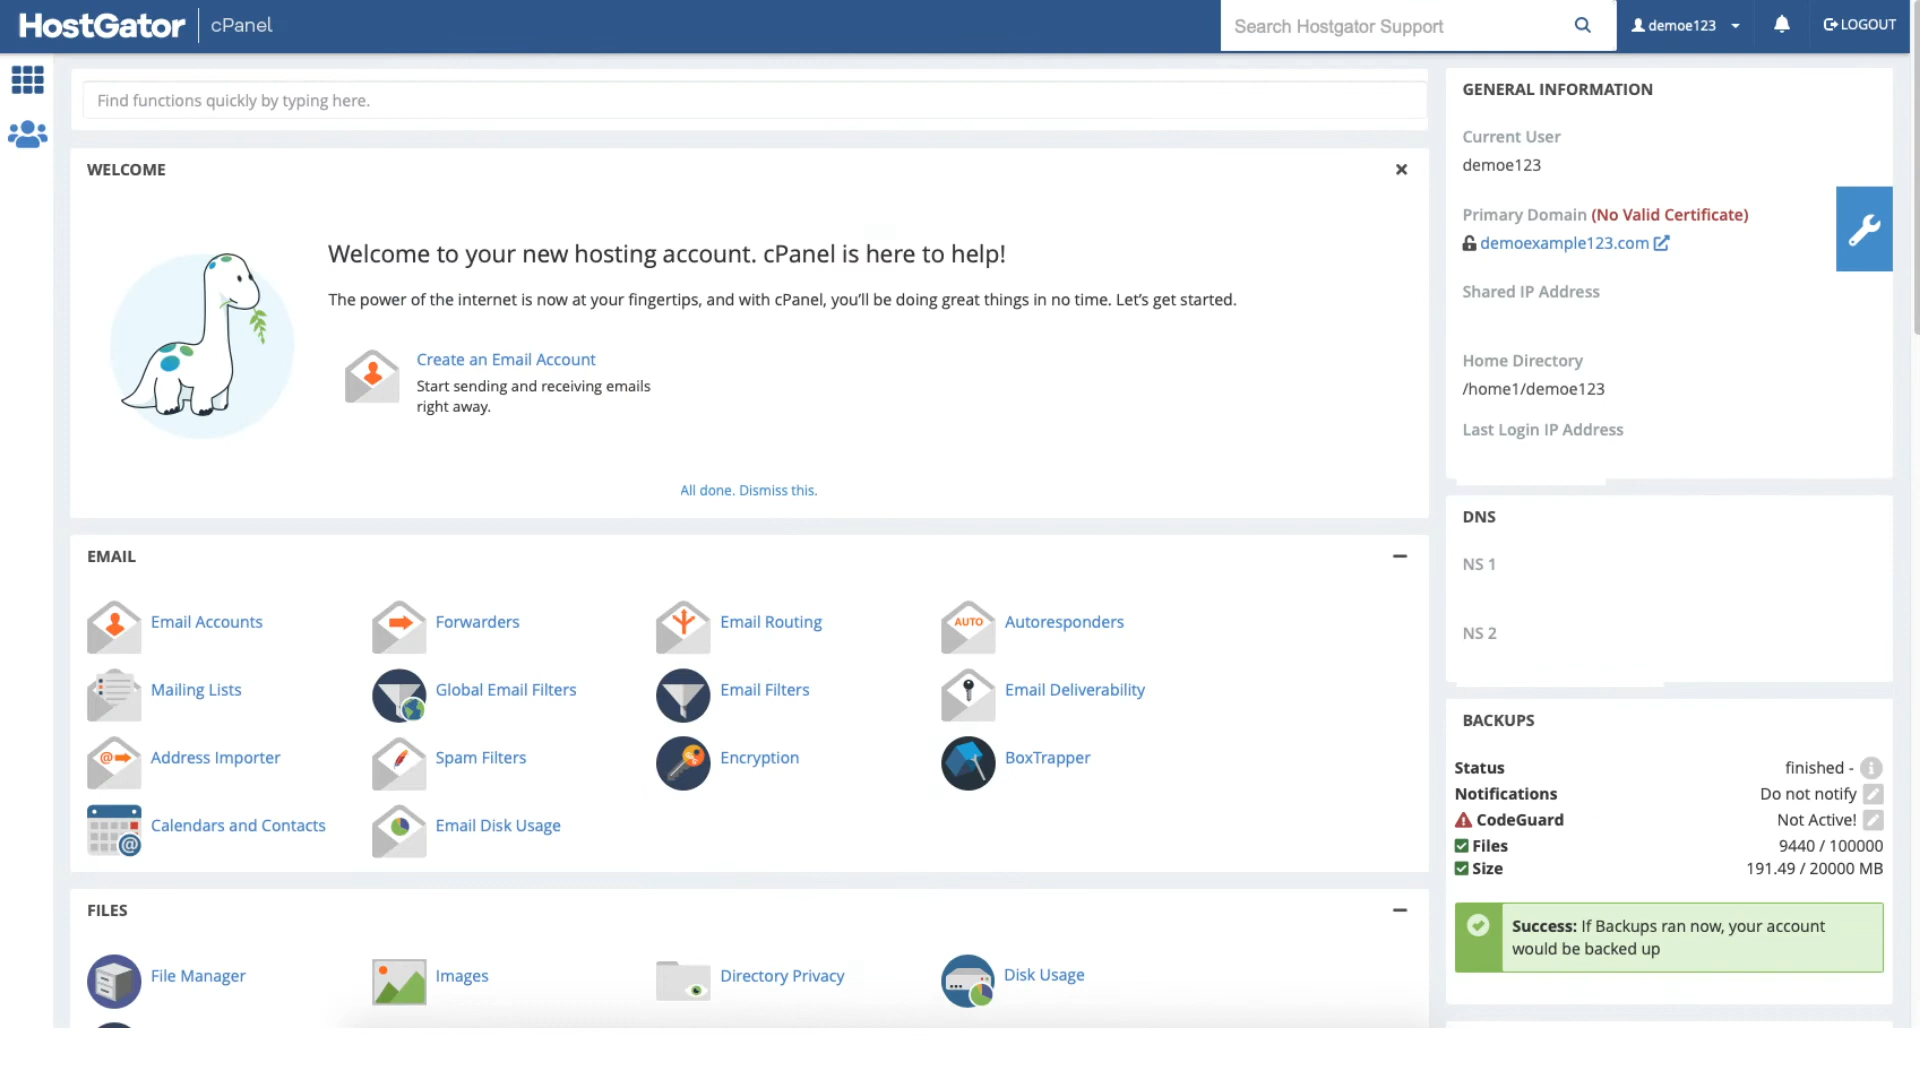 HostGator cPanel
Search Hostgator Support
demoe123
LOGOUT
Find functions quickly by typing here.
WELCOME
Welcome to your new hosting account. cPanel is here to help!
The power of the internet is now at your fingertips, and with cPanel, you'll be doing great things in no time. Let's get started.
Create an Email Account
Start sending and receiving emails
right away.
All done. Dismiss this.
EMAIL
Email Accounts
Forwarders
Email Routing
AUTO
Autoresponders
Mailing Lists
Global Email Filters
Email Filters
Email Deliverability
Address Importer
Spam Filters
Encryption
BoxTrapper
Calendars and Contacts
Email Disk Usage
FILES
File Manager
Images
Directory Privacy
Disk Usage
GENERAL INFORMATION
Current User
demoe123
Primary Domain (No Valid Certificate)
demoexample123.com
Shared IP Address
Home Directory
/home1/demoe123
Last Login IP Address
DNS
NS 1
NS 2
BACKUPS
Status finished -
Notifications Do not notify
CodeGuard Not Active!
Files 9440 / 100000
Size 191.49 / 20000 MB
Success: If Backups ran now, your account
would be backed up